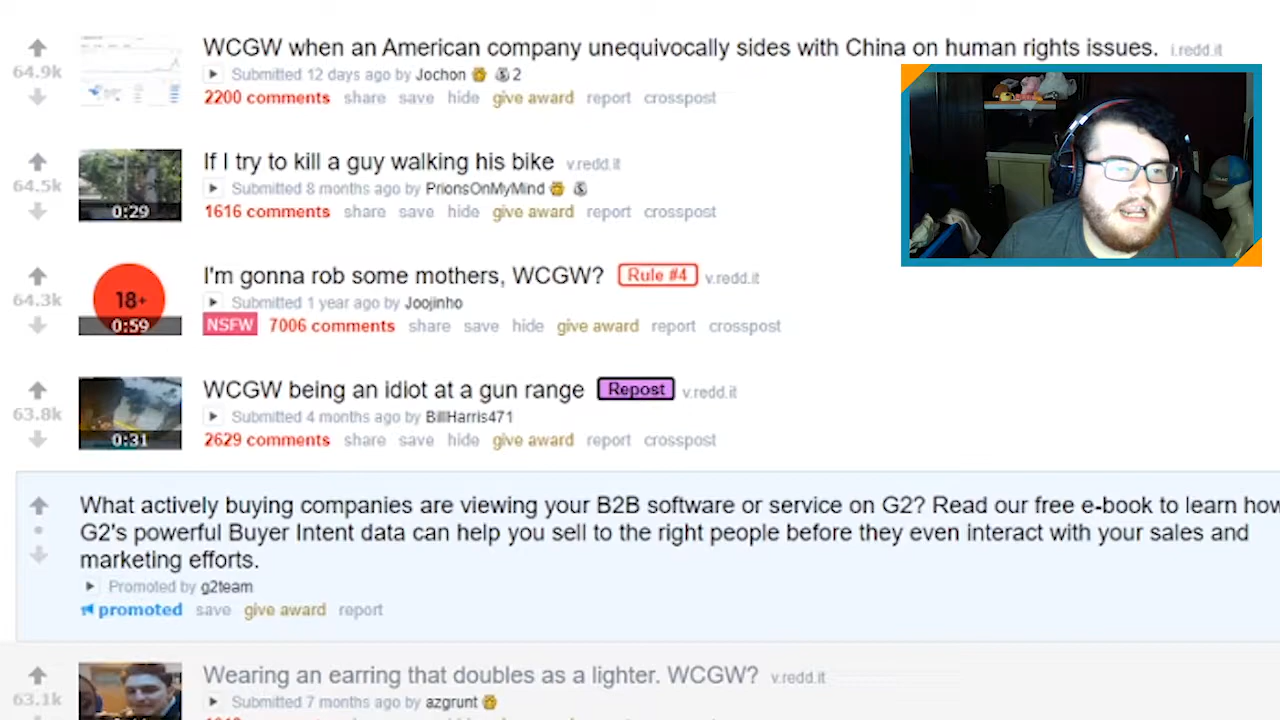 WCGW when an American company unequivocally sides with China on human rights issues. i.redd.it
64.9k
Submitted 12 days ago by Jochon 2
2200 comments share save hide give award report crosspost
If I try to kill a guy walking his bike v.redd.it
64.5k
Submitted 8 months ago by PrionsOnMyMind
0:29
1616 comments share save hide give award report crosspost
I'm gonna rob some mothers, WCGW? Rule #4 v.redd.it
64.3k
18+
Submitted 1 year ago by Joojinho
0:59
NSFW 7006 comments share save hide give award report crosspost
WCGW being an idiot at a gun range Repost v.redd.it
63.8k
Submitted 4 months ago by BillHarris471
0:31
2629 comments share save hide give award report crosspost
What actively buying companies are viewing your B2B software or service on G2? Read our free e-book to learn how
G2's powerful Buyer Intent data can help you sell to the right people before they even interact with your sales and
marketing efforts.
Promoted by g2team
promoted save give award report
Wearing an earring that doubles as a lighter. WCGW? v.redd.it
63.1k
Submitted 7 months ago by azgrunt